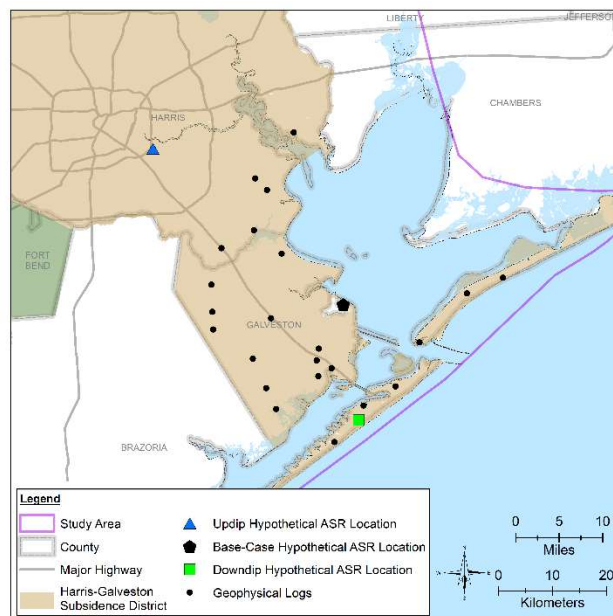 LIBERTY
JEFFERSON
HARRIS
CHAMBERS
FORT
BEND
GALVESTON
BRAZORIA
Legend
Study Area
County
Major Highway
Harris-Galveston
Subsidence District
Updip Hypothetical ASR Location
Base-Case Hypothetical ASR Location
Downdip Hypothetical ASR Location
Geophysical Logs
0 5 10
Miles
0 10 20
Kilometers